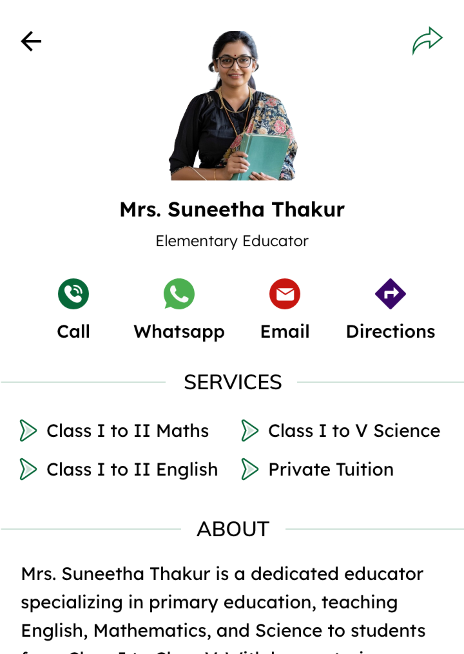 Mrs. Suneetha Thakur
Elementary Educator
Call Whatsapp Email Directions
SERVICES
Class I to II Maths Class I to V Science
Class I to II English Private Tuition
ABOUT
Mrs. Suneetha Thakur is a dedicated educator
specializing in primary education, teaching
English, Mathematics, and Science to students